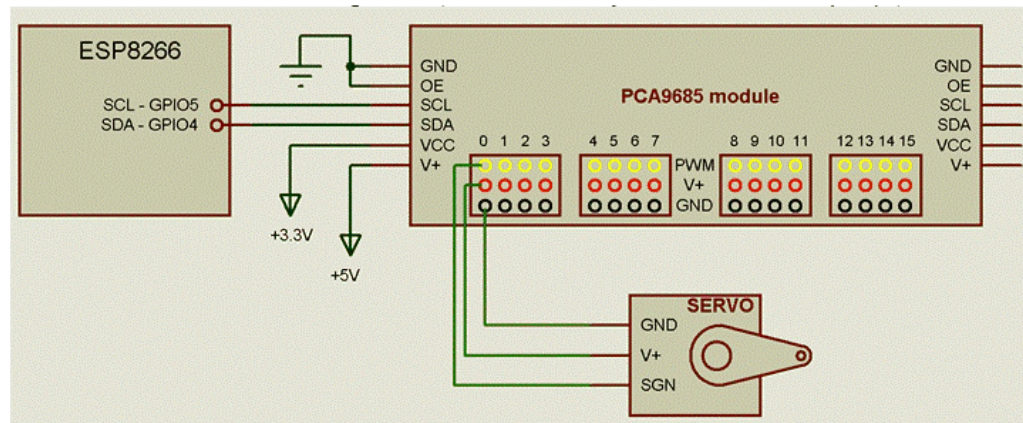 ESP8266
SCL - GPIO5
SDA - GPIO4
+3.3V
+5V
GND
OE
SCL
SDA
VCC
V+
PCA9685 module
0 1 2 3
4 5 6 7
8 9 10 11
12 13 14 15
PWM
V+
GND
GND
OE
SCL
SDA
VCC
V+
SERVO
GND
V+
SGN